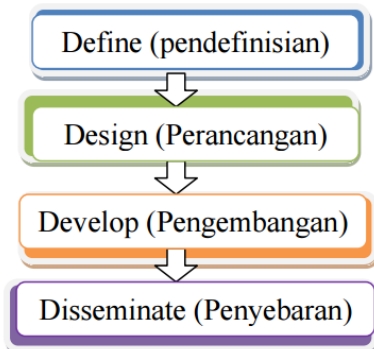 Define (pendefinisian)
Design (Perancangan)
Develop (Pengembangan)
Disseminate (Penyebaran)